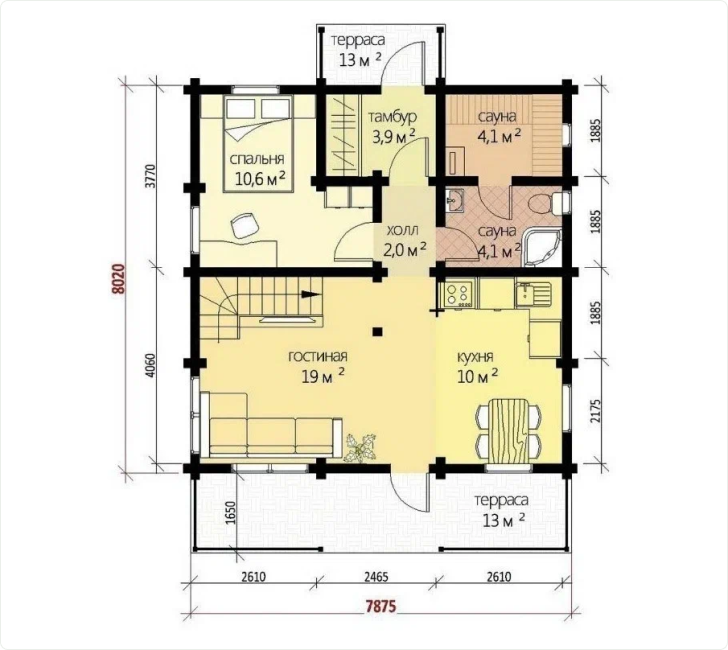 терраса
13 м ²
тамбур
3,9 м ²
сауна
4,1 м ²
1885
3770
спальня
10,6 м ²
холл
2,0 м ²
сауна
4,1 м ²
1885
8020
1885
гостиная
19 м ²
кухня
10 м ²
4060
2175
1650
терраса
13 м ²
2610
2465
2610
7875